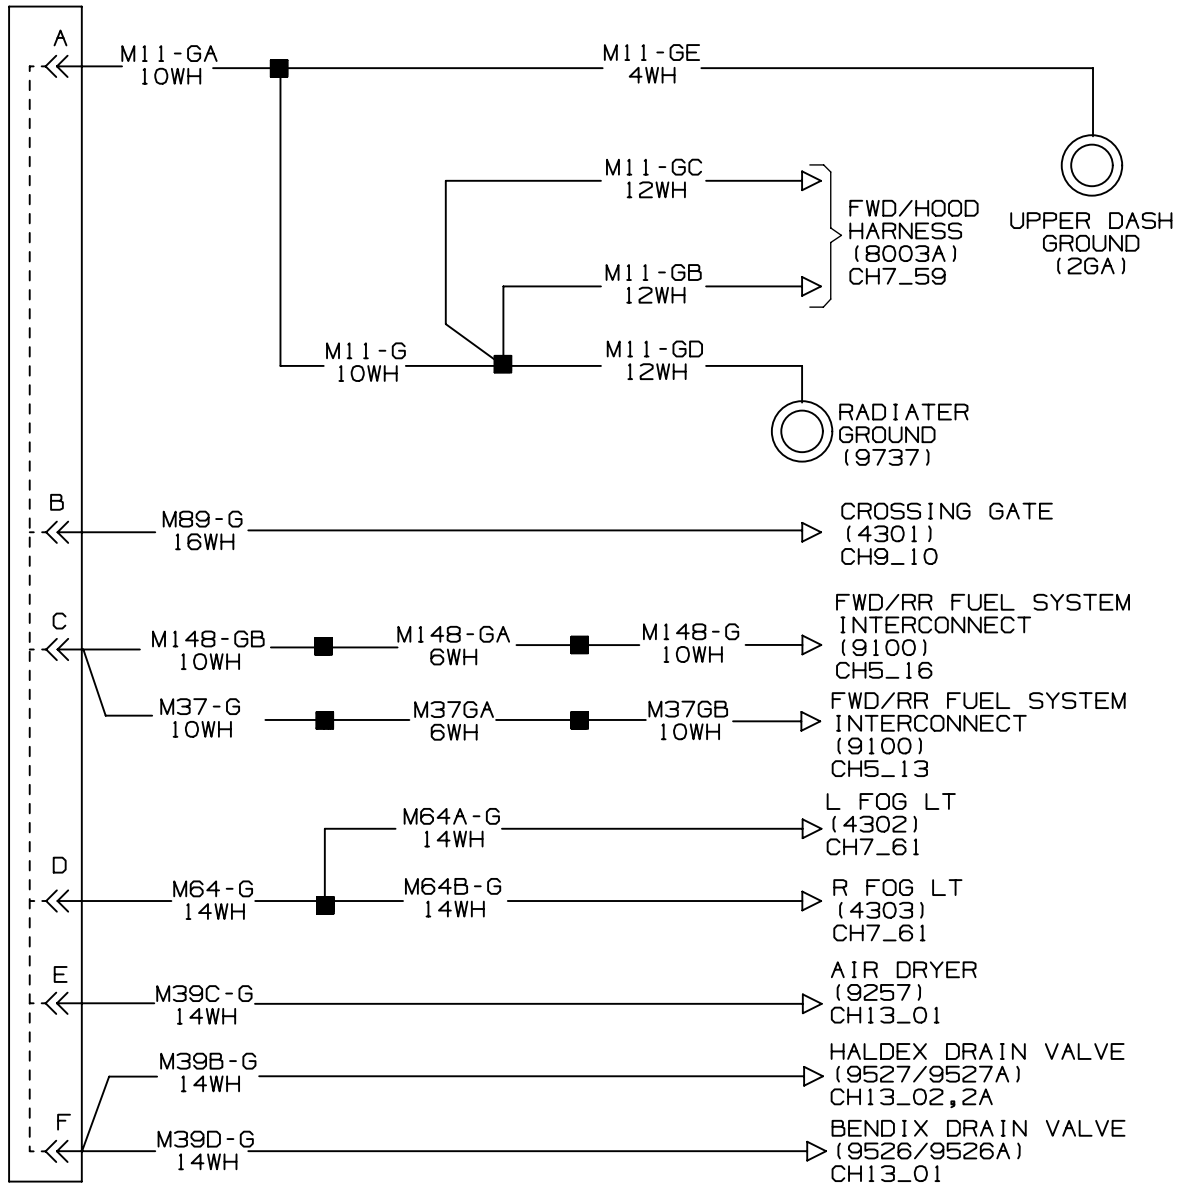 A
M11-GA
10WH
M11-GE
4WH
UPPER DASH
GROUND
(2GA)
M11-GC
12WH
M11-GB
12WH
FWD/HOOD
HARNESS
(8003A)
CH7_59
M11-G
10WH
M11-GD
12WH
RADIATER
GROUND
(9737)
B
M89-G
16WH
CROSSING GATE
(4301)
CH9_10
C
M148-GB
10WH
M148-GA
6WH
M148-G
10WH
FWD/RR FUEL SYSTEM
INTERCONNECT
(9100)
CH5_16
M37-G
10WH
M37GA
6WH
M37GB
10WH
FWD/RR FUEL SYSTEM
INTERCONNECT
(9100)
CH5_13
D
M64A-G
14WH
L FOG LT
(4302)
CH7_61
M64-G
14WH
M64B-G
14WH
R FOG LT
(4303)
CH7_61
E
M39C-G
14WH
AIR DRYER
(9257)
CH13_01
F
M39B-G
14WH
HALDEX DRAIN VALVE
(9527/9527A)
CH13_02,2A
M39D-G
14WH
BENDIX DRAIN VALVE
(9526/9526A)
CH13_01